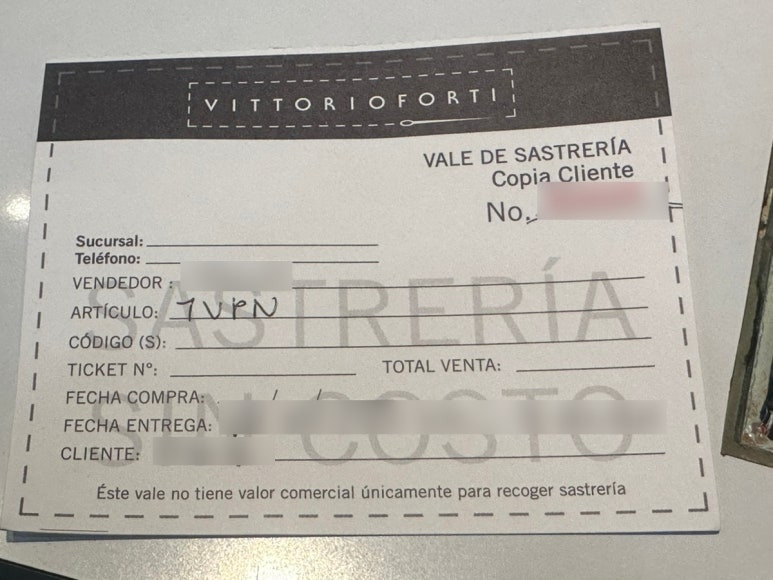 VITTORIOFORTI
VALE DE SASTRERÍA
Copia Cliente
No.
Sucursal:
Teléfono:
VENDEDOR :
ARTÍCULO: 1 VPN
CÓDIGO (S):
TICKET Nº: TOTAL VENTA:
FECHA COMPRA: / /
FECHA ENTREGA:
CLIENTE:
SASTRERÍA
SIN COSTO
Éste vale no tiene valor comercial únicamente para recoger sastrería